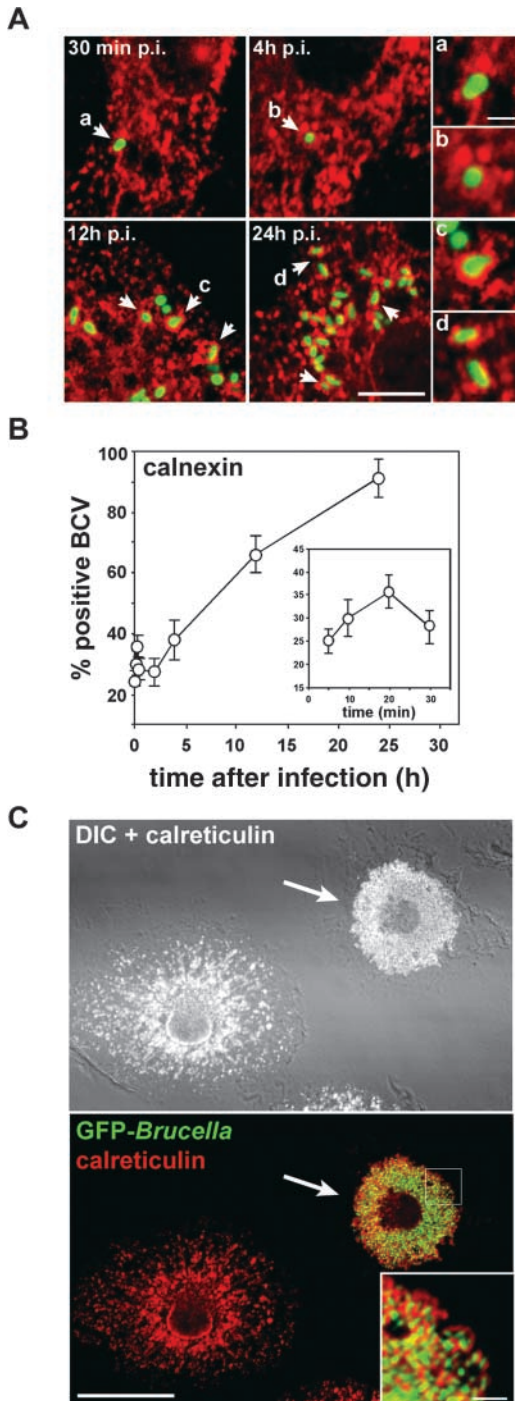 A
30 min p.i.
4h p.i.
a
a
b
b
12h p.i.
24h p.i.
c
c
d
d
B
calnexin
% positive BCV
100
80
60
40
20
45
40
35
30
25
20
15
0 10 20 30
time (min)
0 5 10 15 20 25 30
time after infection (h)
C
DIC + calreticulin
GFP-Brucella
calreticulin